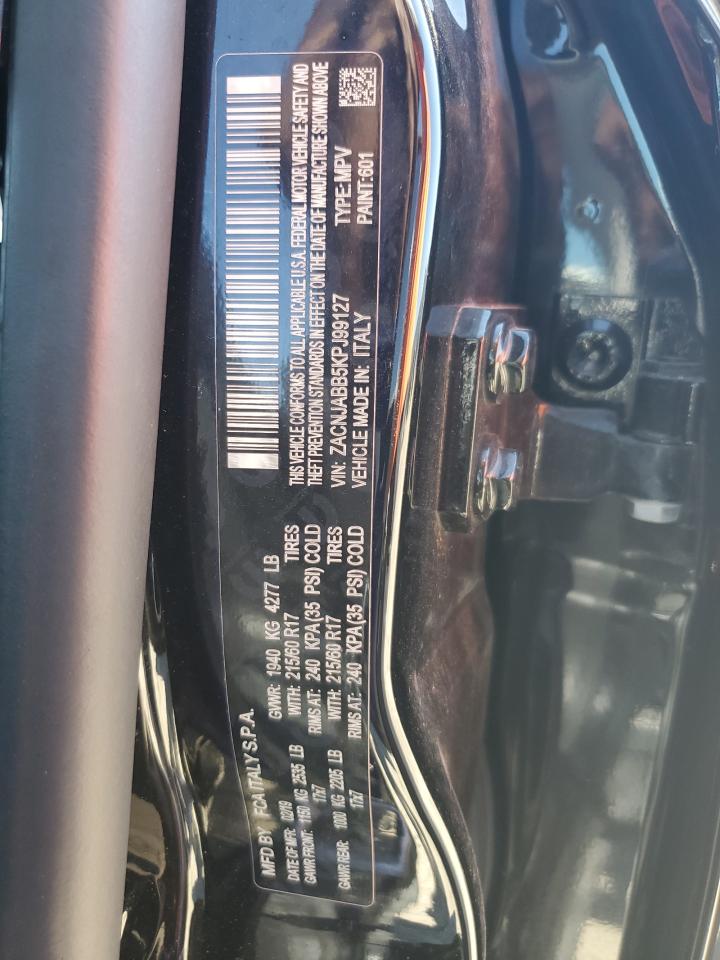 MFD BY FCA ITALY S.P.A.
DATE OF MFR: 02/19 GVWR: 1940 KG 4277 LB
GAWR FRONT: 1150 KG 2535 LB WITH: 215/60 R17 TIRES
17x7 RIMS AT: 240 KPA(35 PSI) COLD
GAWR REAR: 1000 KG 2205 LB WITH: 215/60 R17 TIRES
17x7 RIMS AT: 240 KPA(35 PSI) COLD
THIS VEHICLE CONFORMS TO ALL APPLICABLE U.S.A. FEDERAL MOTOR VEHICLE SAFETY AND
THEFT PREVENTION STANDARDS IN EFFECT ON THE DATE OF MANUFACTURE SHOWN ABOVE
VIN: ZACNJABB5KPJ99127 TYPE: MPV
VEHICLE MADE IN: ITALY PAINT: 601